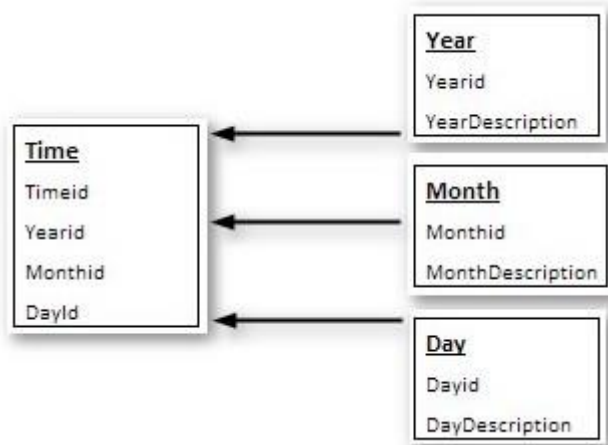 Time
Timeid
Yearid
Monthid
DayId
Year
Yearid
YearDescription
Month
Monthid
MonthDescription
Day
Dayid
DayDescription